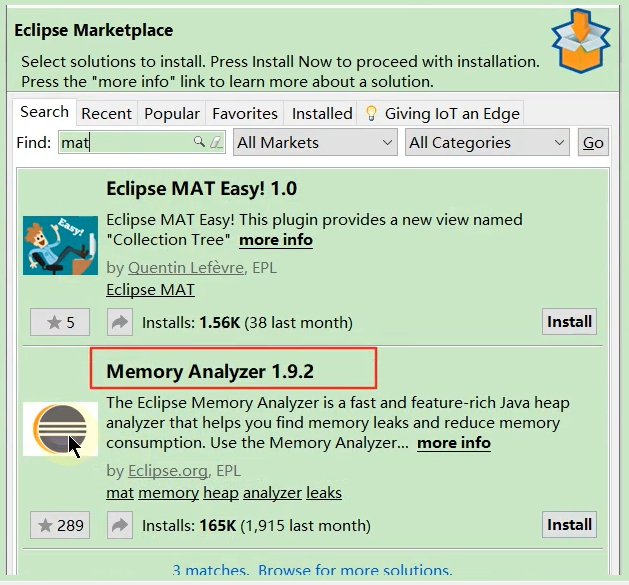 Eclipse Marketplace
Select solutions to install. Press Install Now to proceed with installation.
Press the "more info" link to learn more about a solution.
Search Recent Popular Favorites Installed Giving IoT an Edge
Find: mat All Markets All Categories Go
Eclipse MAT Easy! 1.0
Easy!
Eclipse MAT Easy! This plugin provides a new view named
"Collection Tree" more info
by Quentin Lefèvre, EPL
Eclipse MAT
5 Installs: 1.56K (38 last month) Install
Memory Analyzer 1.9.2
The Eclipse Memory Analyzer is a fast and feature-rich Java heap
analyzer that helps you find memory leaks and reduce memory
consumption. Use the Memory Analyzer... more info
by Eclipse.org, EPL
mat memory heap analyzer leaks
289 Installs: 165K (1,915 last month) Install
3 matches. Browse for more solutions.